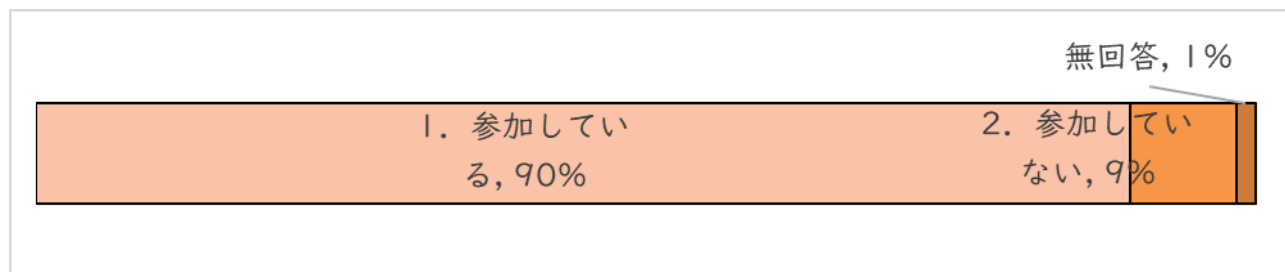 無回答, 1%
1. 参加してい
る, 90%
2. 参加してい
ない, 9%